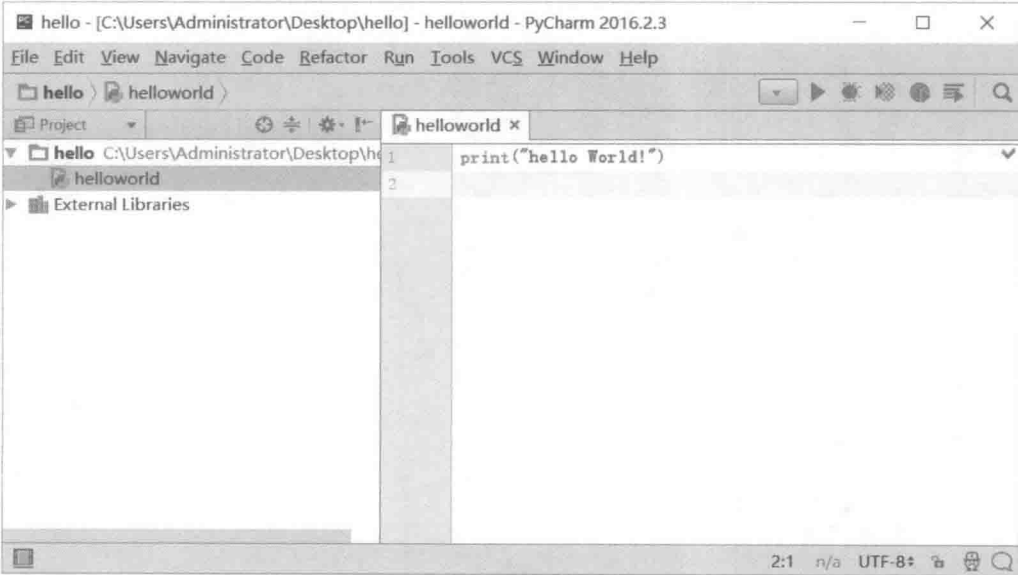 hello - [C:\Users\Administrator\Desktop\hello] - helloworld - PyCharm 2016.2.3
File Edit View Navigate Code Refactor Run Tools VCS Window Help
hello helloworld
Project
helloworld ×
hello C:\Users\Administrator\Desktop\he
helloworld
External Libraries
1 print("hello World!")
2
2:1 n/a UTF-8